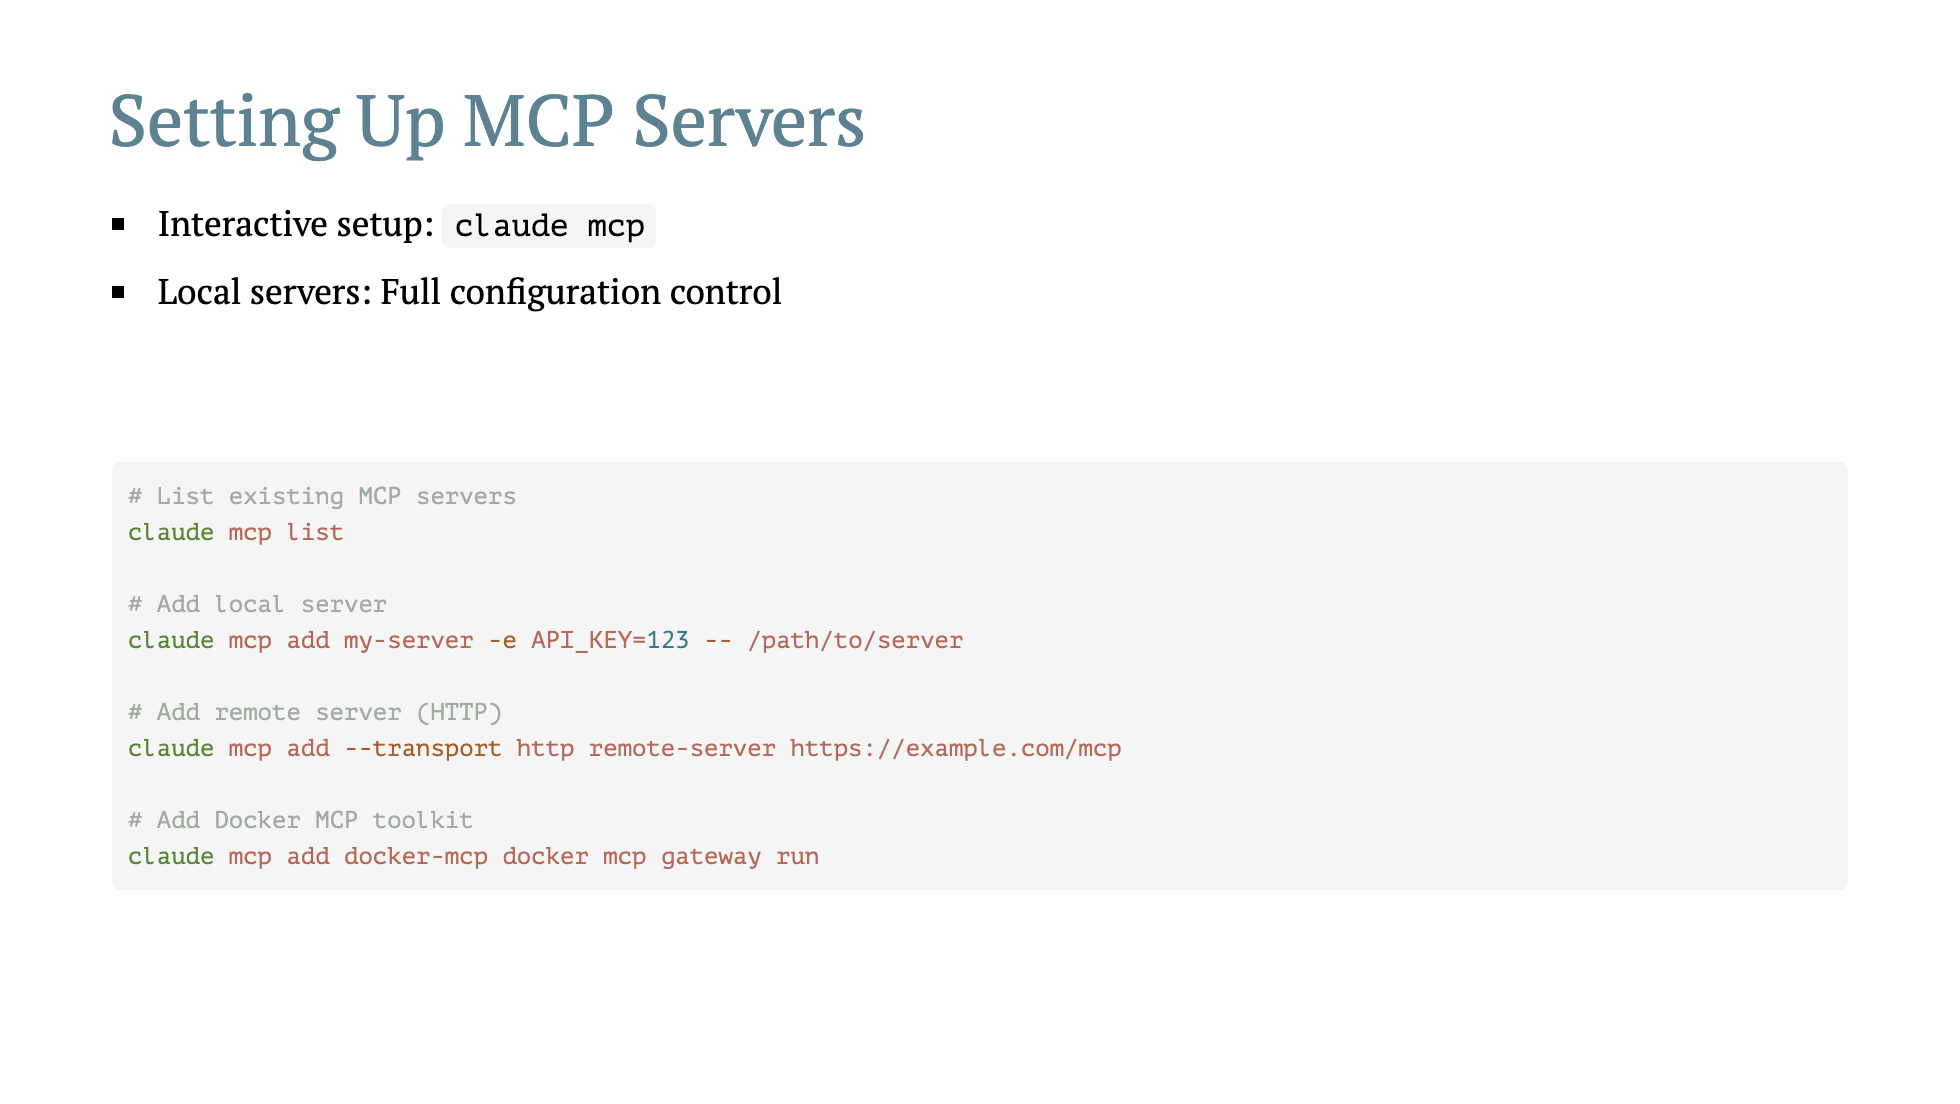 Setting Up MCP Servers
Interactive setup: claude mcp
Local servers: Full configuration control
# List existing MCP servers
claude mcp list
# Add local server
claude mcp add my-server -e API_KEY=123 -- /path/to/server
# Add remote server (HTTP)
claude mcp add --transport http remote-server https://example.com/mcp
# Add Docker MCP toolkit
claude mcp add docker-mcp docker mcp gateway run